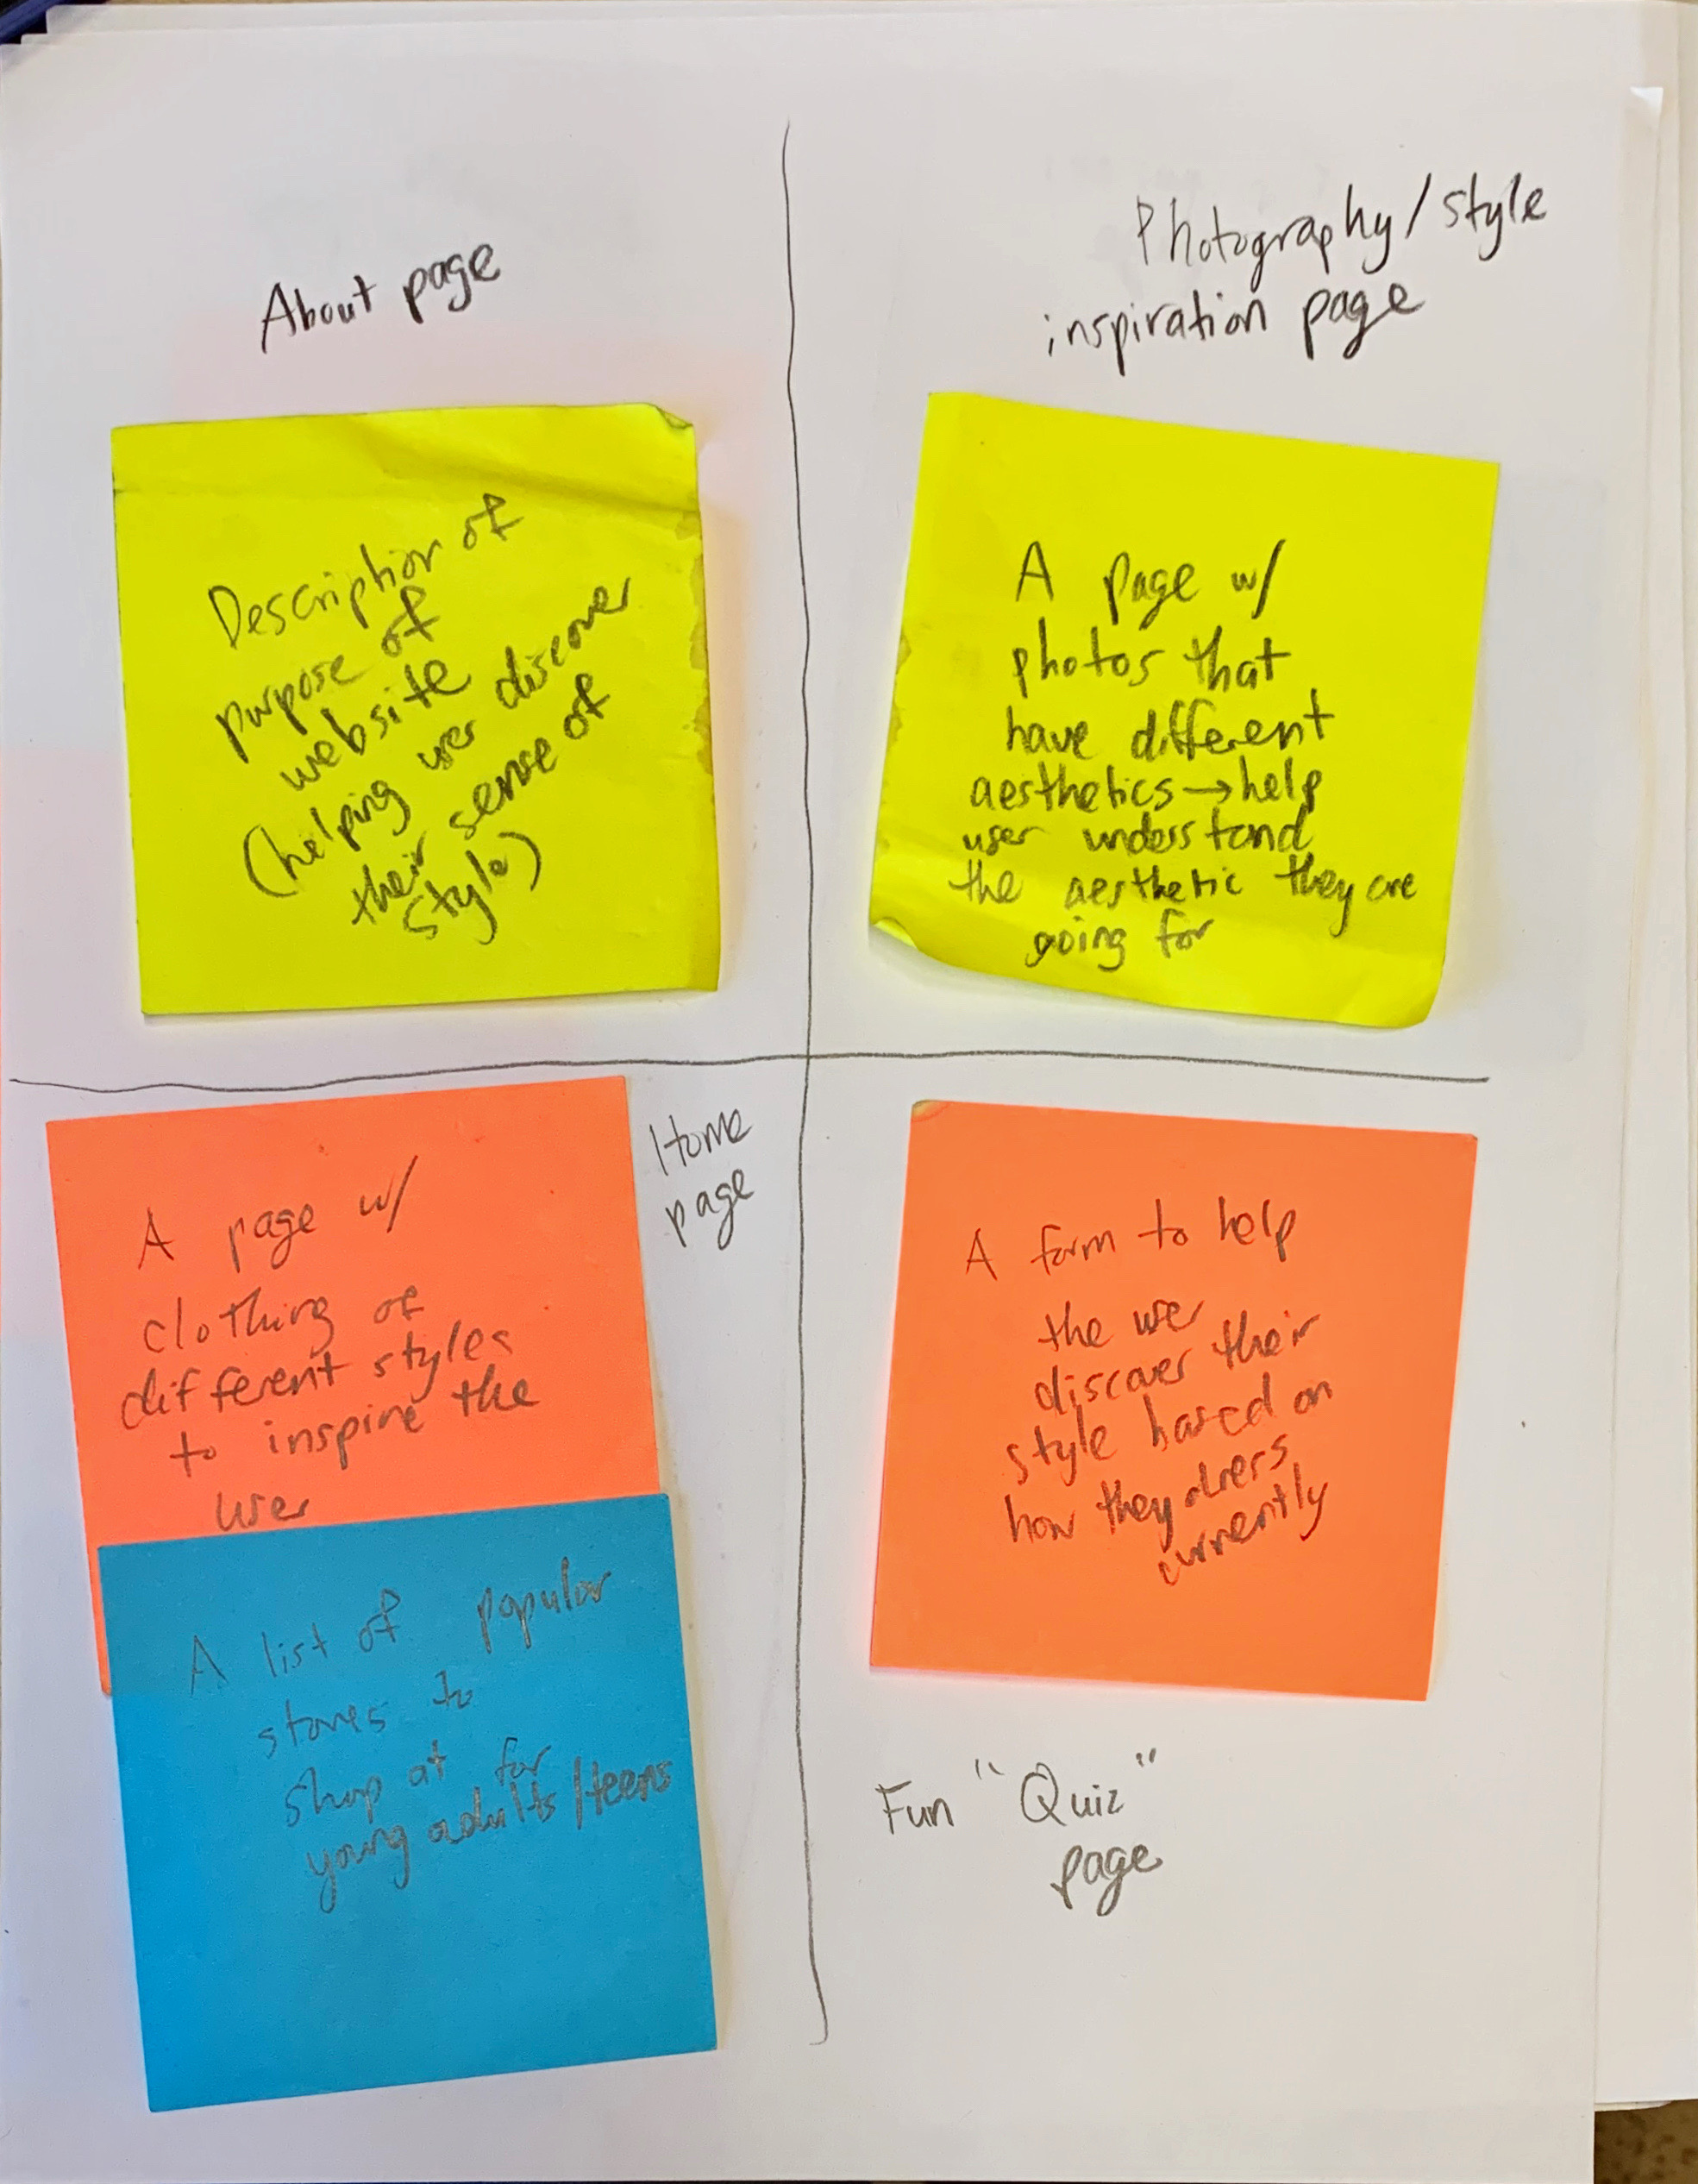 About page
Description of
purpose of
website
(helping user discover
their sense of
style)
Photography/style
inspiration page
A page w/
photos that
have different
aesthetics→help
user understand
the aesthetic they are
going for
Home
page
A page w/
clothing of
different styles
to inspire the
user
A list of popular
stores to
shop at for
young adults/teens
A form to help
the user
discover their
style based on
how they dress
currently
Fun "Quiz"
page